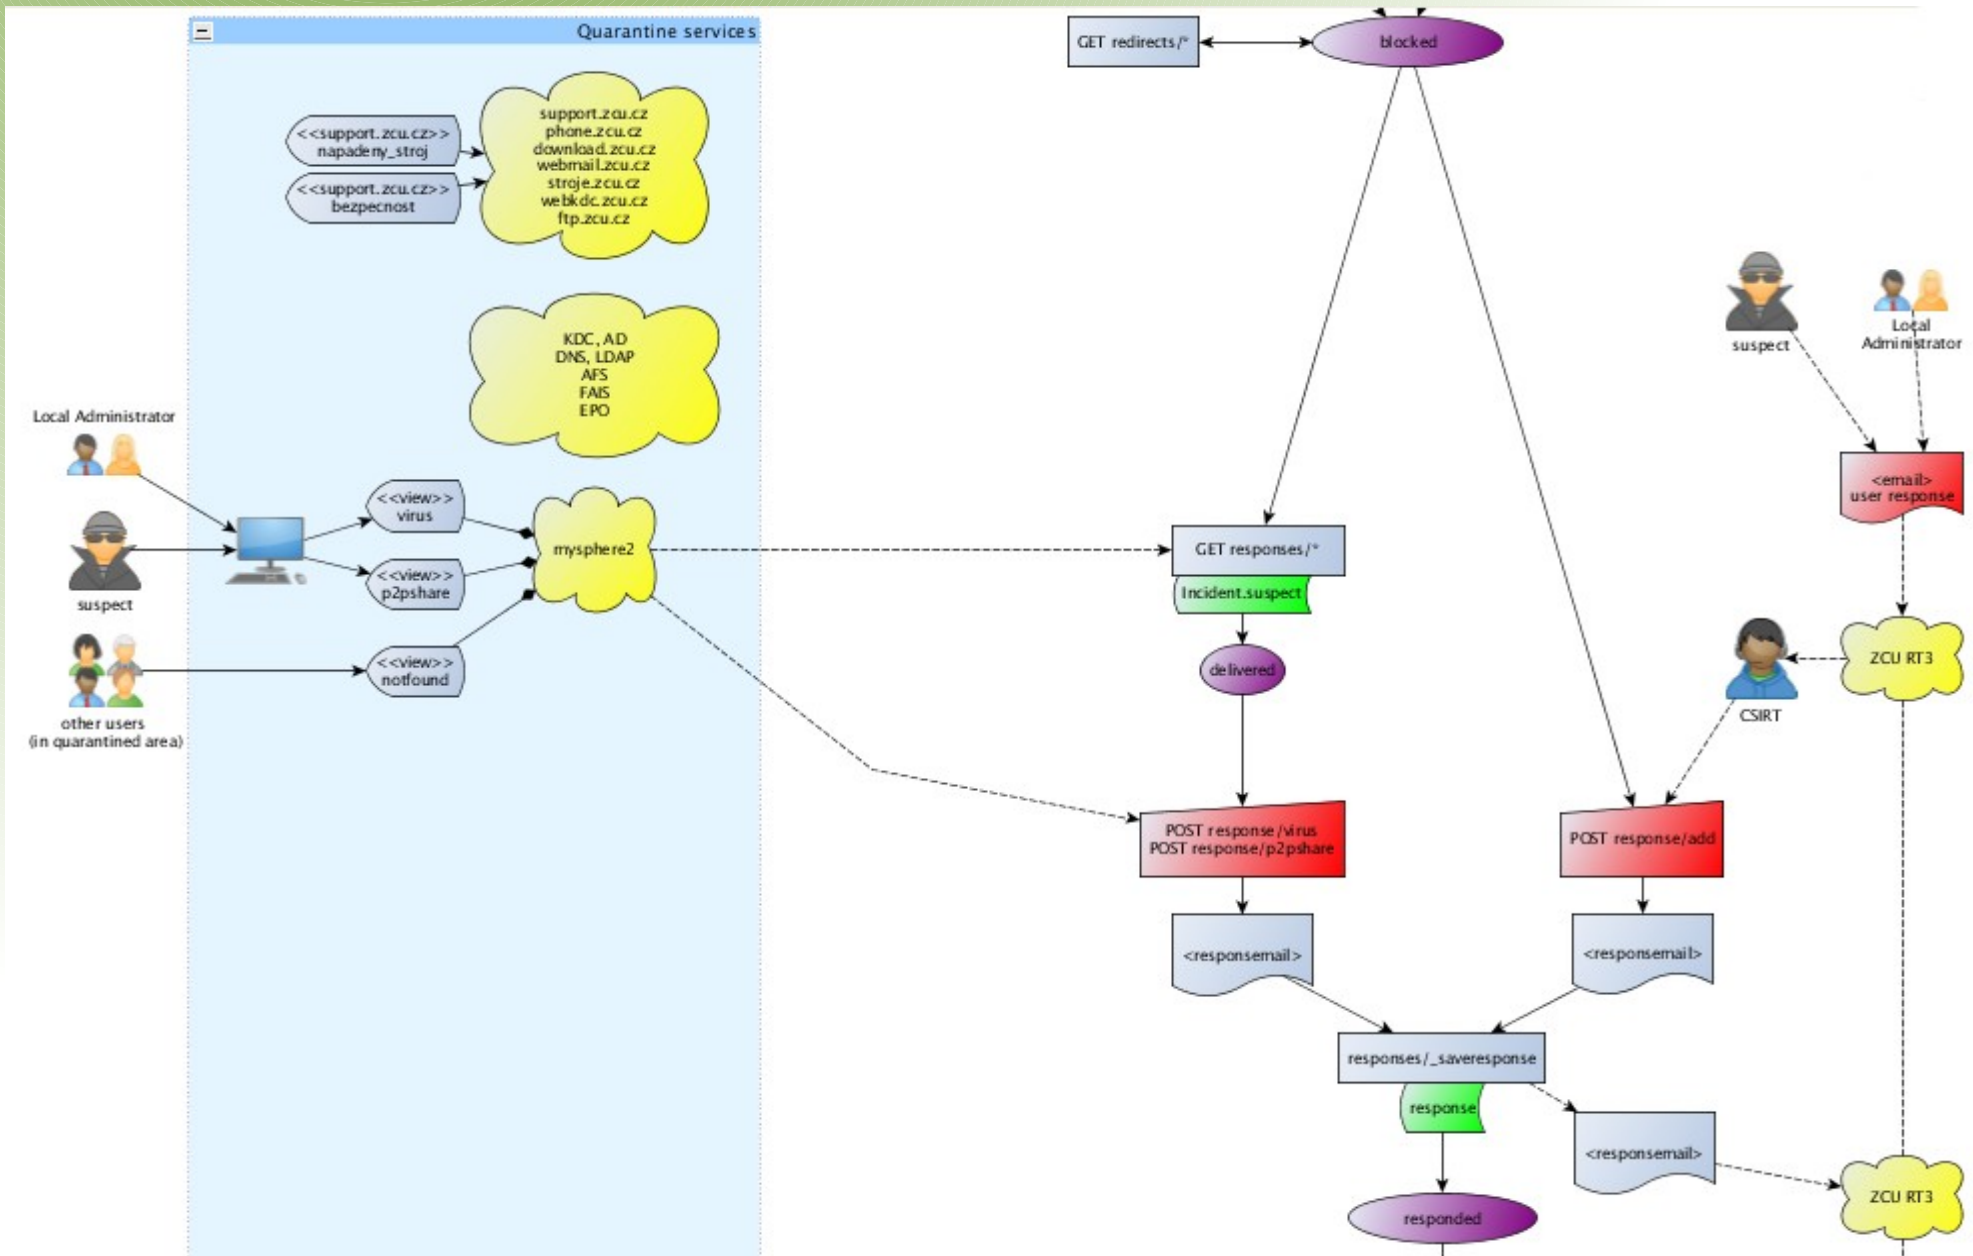 Quarantine services
<<support.zcu.cz>>
napadeny_stroj
<<support.zcu.cz>>
bezpecnost
support.zcu.cz
phone.zcu.cz
download.zcu.cz
webmail.zcu.cz
stroje.zcu.cz
webkdc.zcu.cz
ftp.zcu.cz
KDC, AD
DNS, LDAP
AFS
FAIS
EPO
Local Administrator
suspect
other users
(in quarantined area)
<<view>>
virus
<<view>>
p2pshare
<<view>>
notfound
mysphere2
GET redirects/*
blocked
GET responses/*
Incident.suspect
delivered
POST response/virus
POST response/p2pshare
<responsemail>
suspect
Local
Administrator
<email>
user response
ZCU RT3
CSIRT
POST response/add
<responsemail>
responses/_saveresponse
response
<responsemail>
ZCU RT3
responded